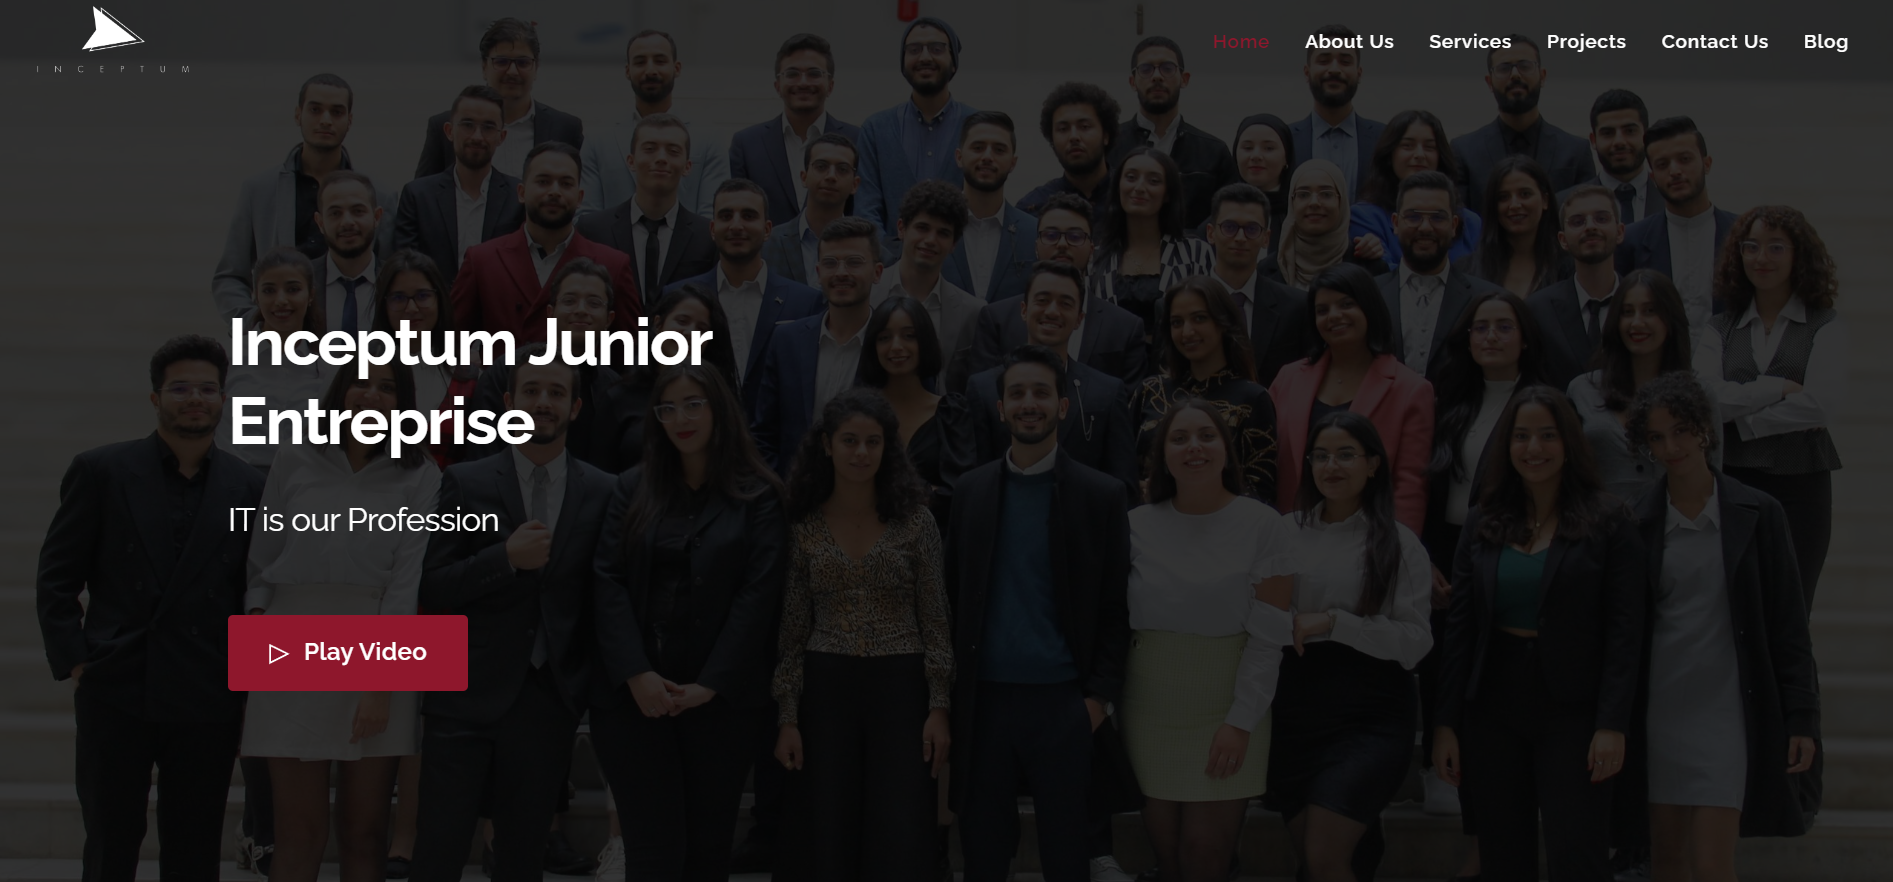 INCEPTUM
Home About Us Services Projects Contact Us Blog
Inceptum Junior
Entreprise
IT is our Profession
Play Video